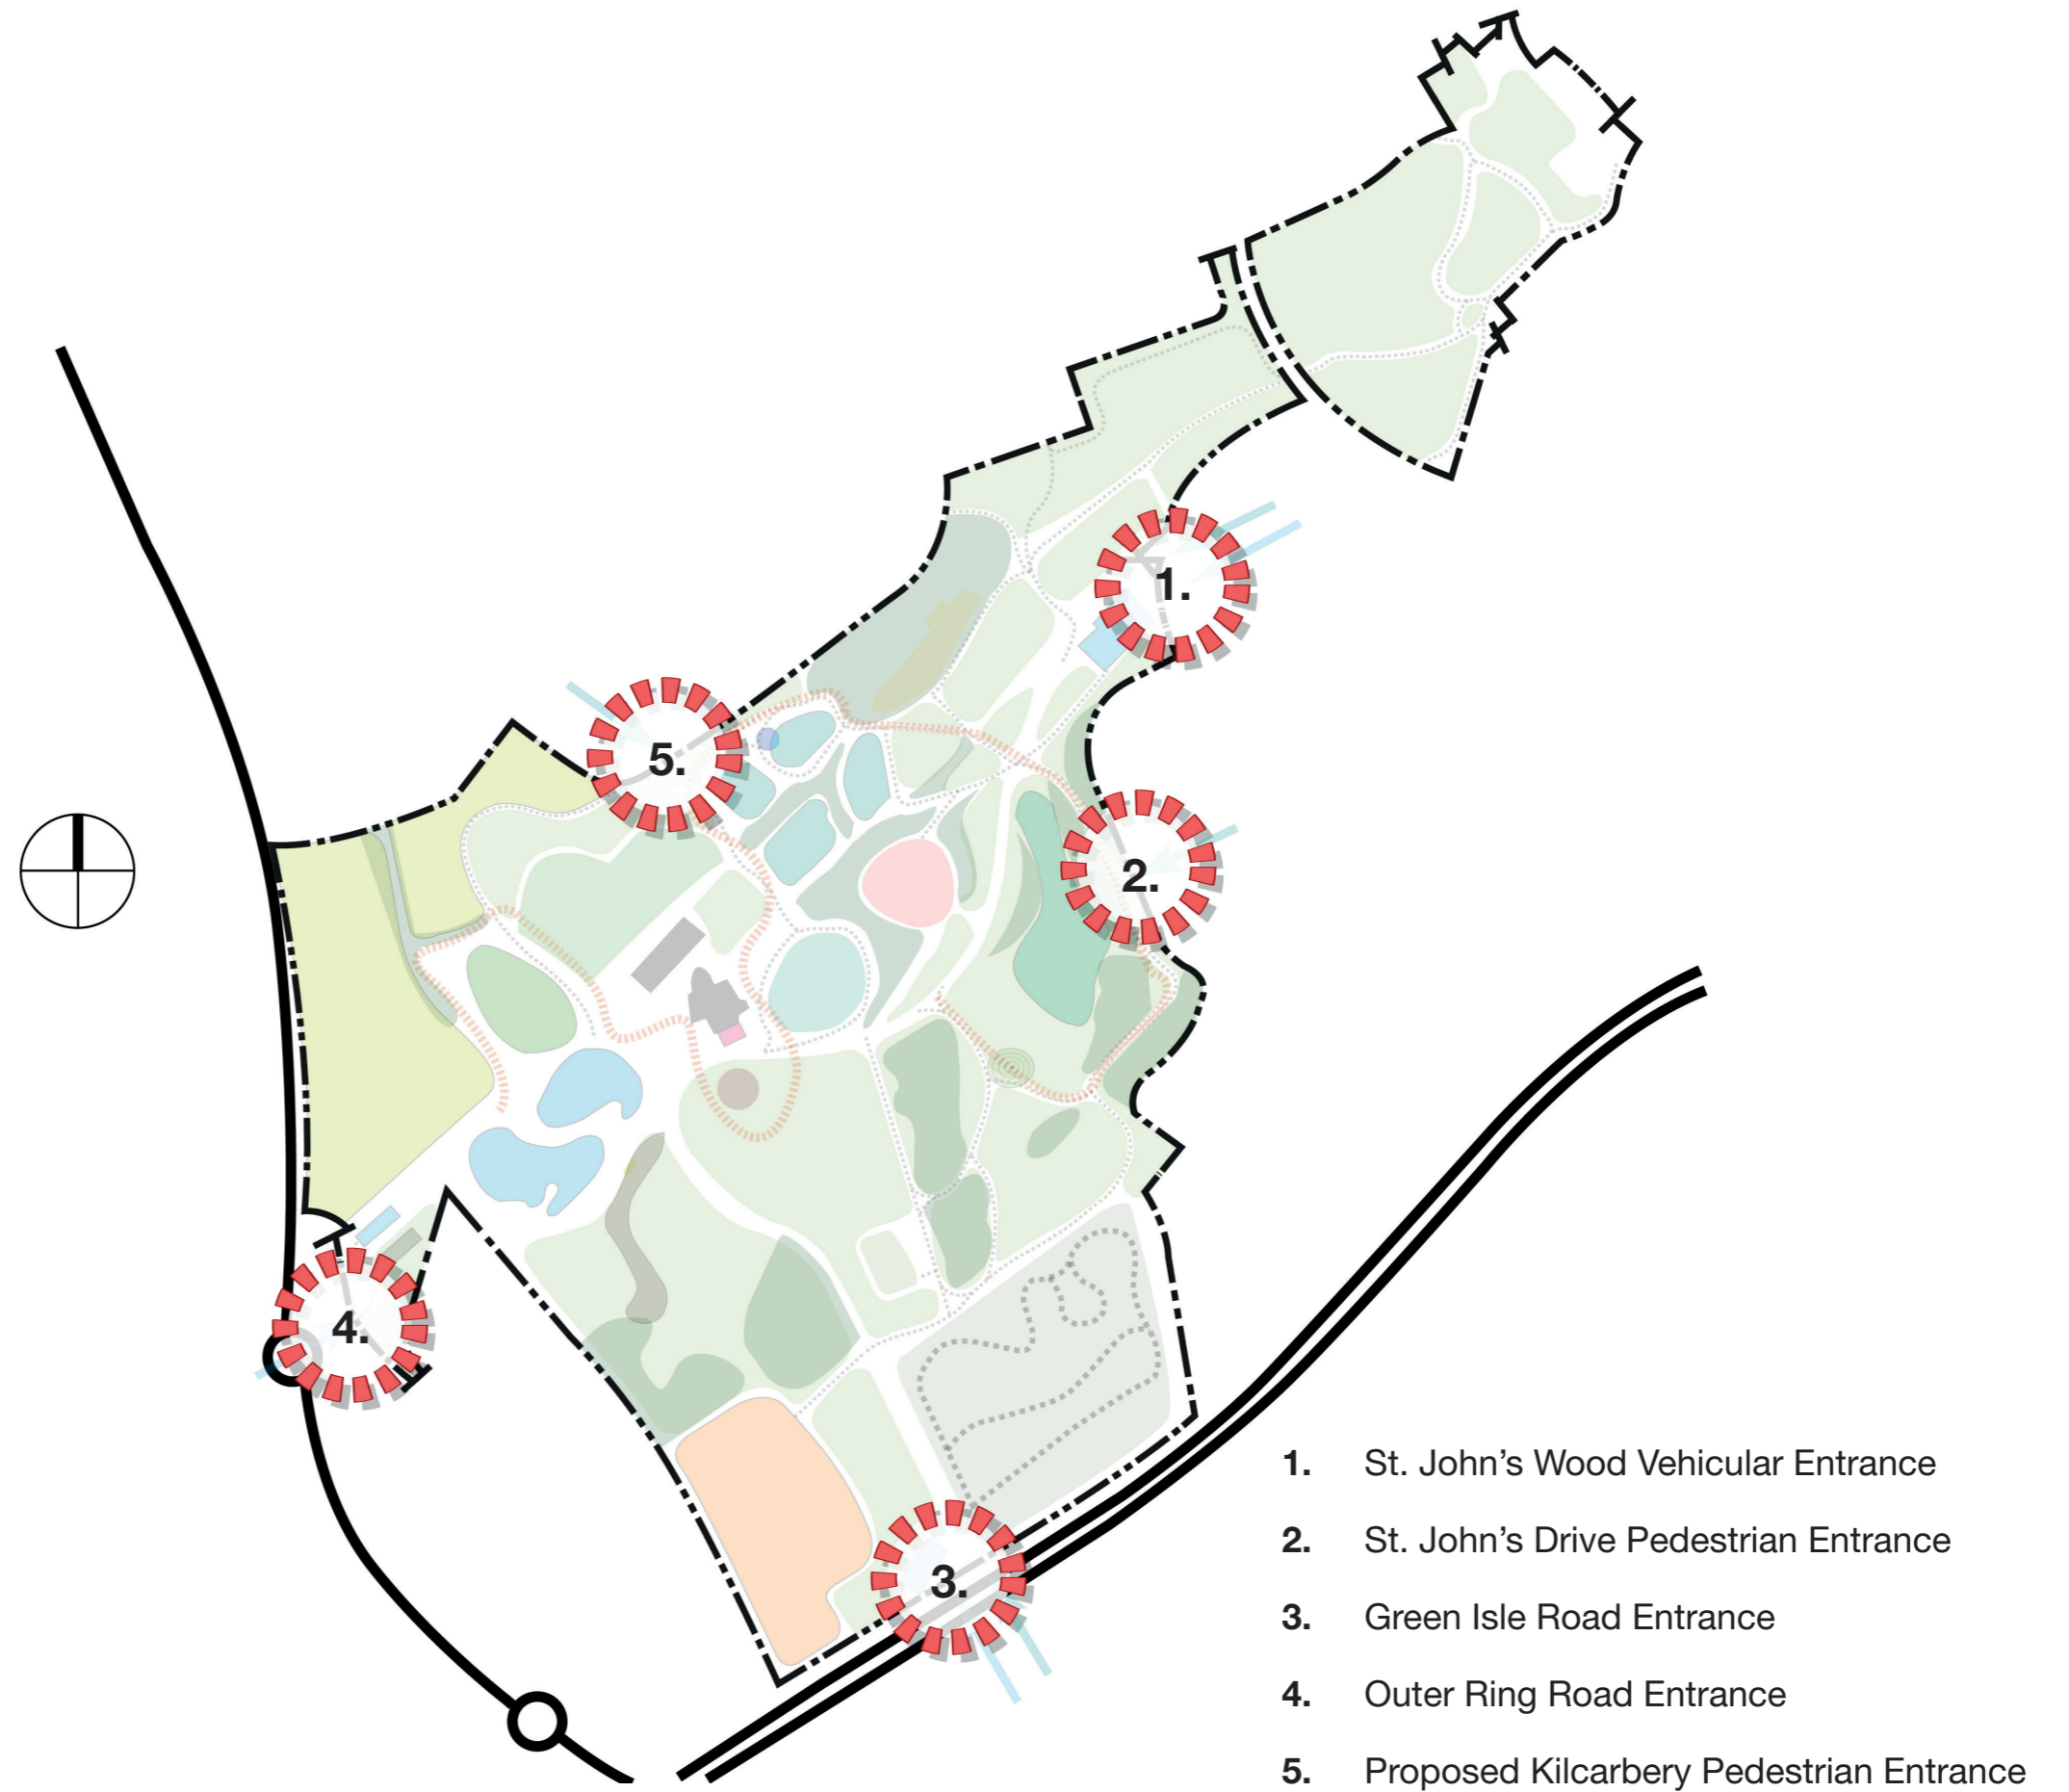 1.
5.
2.
4.
3.
1. St. John’s Wood Vehicular Entrance
2. St. John’s Drive Pedestrian Entrance
3. Green Isle Road Entrance
4. Outer Ring Road Entrance
5. Proposed Kilcarbery Pedestrian Entrance